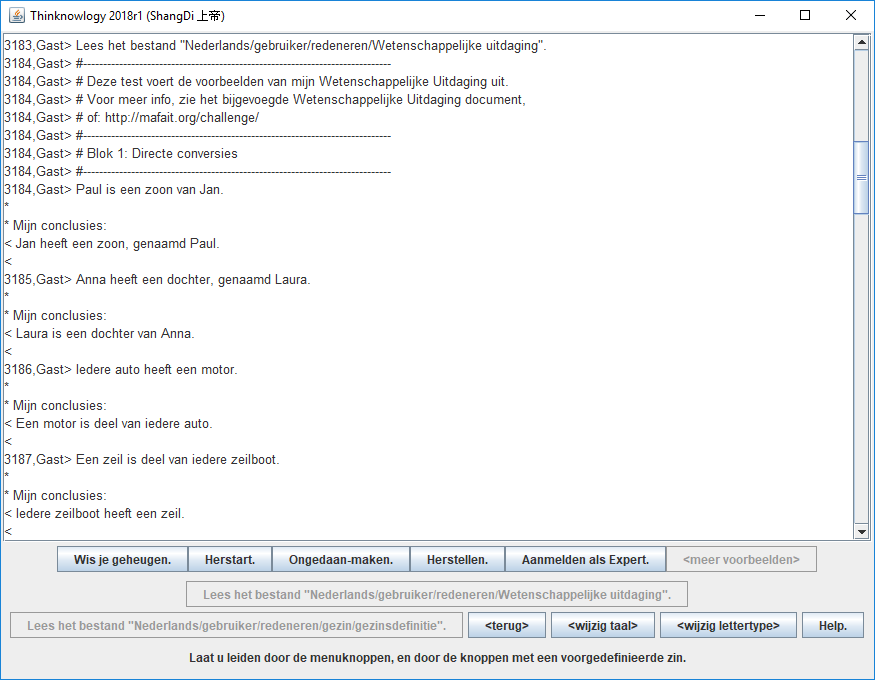 Thinknowlogy 2018r1 (ShangDi 上帝)
3183,Gast> Lees het bestand "Nederlands/gebruiker/redeneren/Wetenschappelijke uitdaging".
3184,Gast> #-------------------------------------------------------------------------------
3184,Gast> # Deze test voert de voorbeelden van mijn Wetenschappelijke Uitdaging uit.
3184,Gast> # Voor meer info, zie het bijgevoegde Wetenschappelijke Uitdaging document,
3184,Gast> # of: http://mafait.org/challenge/
3184,Gast> #-------------------------------------------------------------------------------
3184,Gast> # Blok 1: Directe conversies
3184,Gast> #-------------------------------------------------------------------------------
3184,Gast> Paul is een zoon van Jan.
*
* Mijn conclusies:
< Jan heeft een zoon, genaamd Paul.
<
3185,Gast> Anna heeft een dochter, genaamd Laura.
*
* Mijn conclusies:
< Laura is een dochter van Anna.
<
3186,Gast> Iedere auto heeft een motor.
*
* Mijn conclusies:
< Een motor is deel van iedere auto.
<
3187,Gast> Een zeil is deel van iedere zeilboot.
*
* Mijn conclusies:
< Iedere zeilboot heeft een zeil.
<
Wis je geheugen. Herstart. Ongedaan-maken. Herstellen. Aanmelden als Expert. <meer voorbeelden>
Lees het bestand "Nederlands/gebruiker/redeneren/Wetenschappelijke uitdaging".
Lees het bestand "Nederlands/gebruiker/redeneren/gezin/gezinsdefinitie". <terug> <wijzig taal> <wijzig lettertype> Help.
Laat u leiden door de menuknoppen, en door de knoppen met een voorgedefinieerde zin.